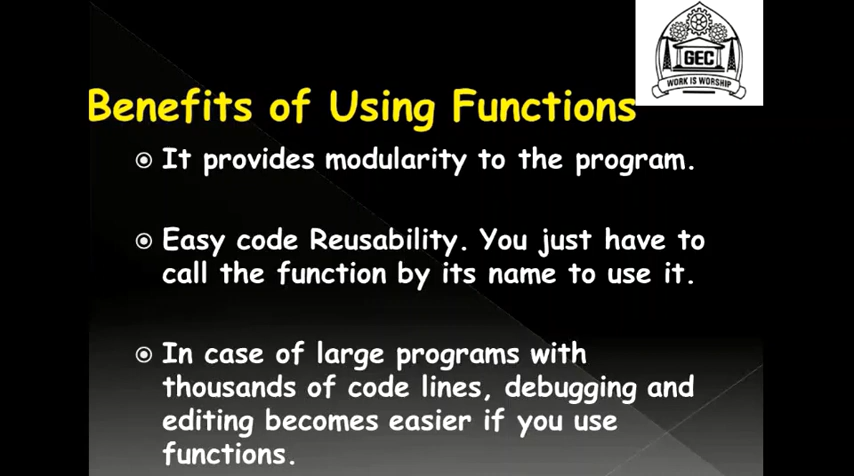 GEC
WORK IS WORSHIP
Benefits of Using Functions
It provides modularity to the program.
Easy code Reusability. You just have to
call the function by its name to use it.
In case of large programs with
thousands of code lines, debugging and
editing becomes easier if you use
functions.